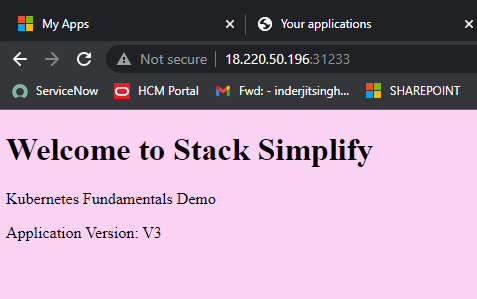 My Apps
Your applications
Not secure
18.220.50.196:31233
ServiceNow
HCM Portal
Fwd: - inderjitsingh...
SHAREPOINT
Welcome to Stack Simplify
Kubernetes Fundamentals Demo
Application Version: V3